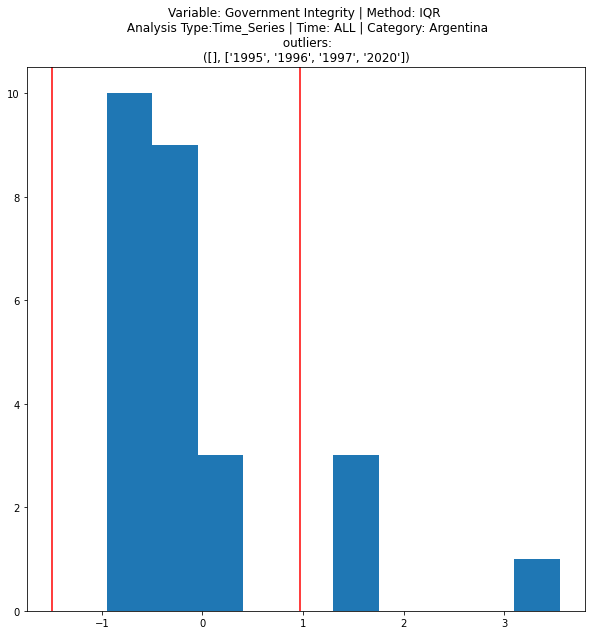 Variable: Government Integrity | Method: IQR
Analysis Type:Time_Series | Time: ALL | Category: Argentina
outliers:
([], ['1995', '1996', '1997', '2020'])
10
8
6
4
2
0
−1
0
1
2
3